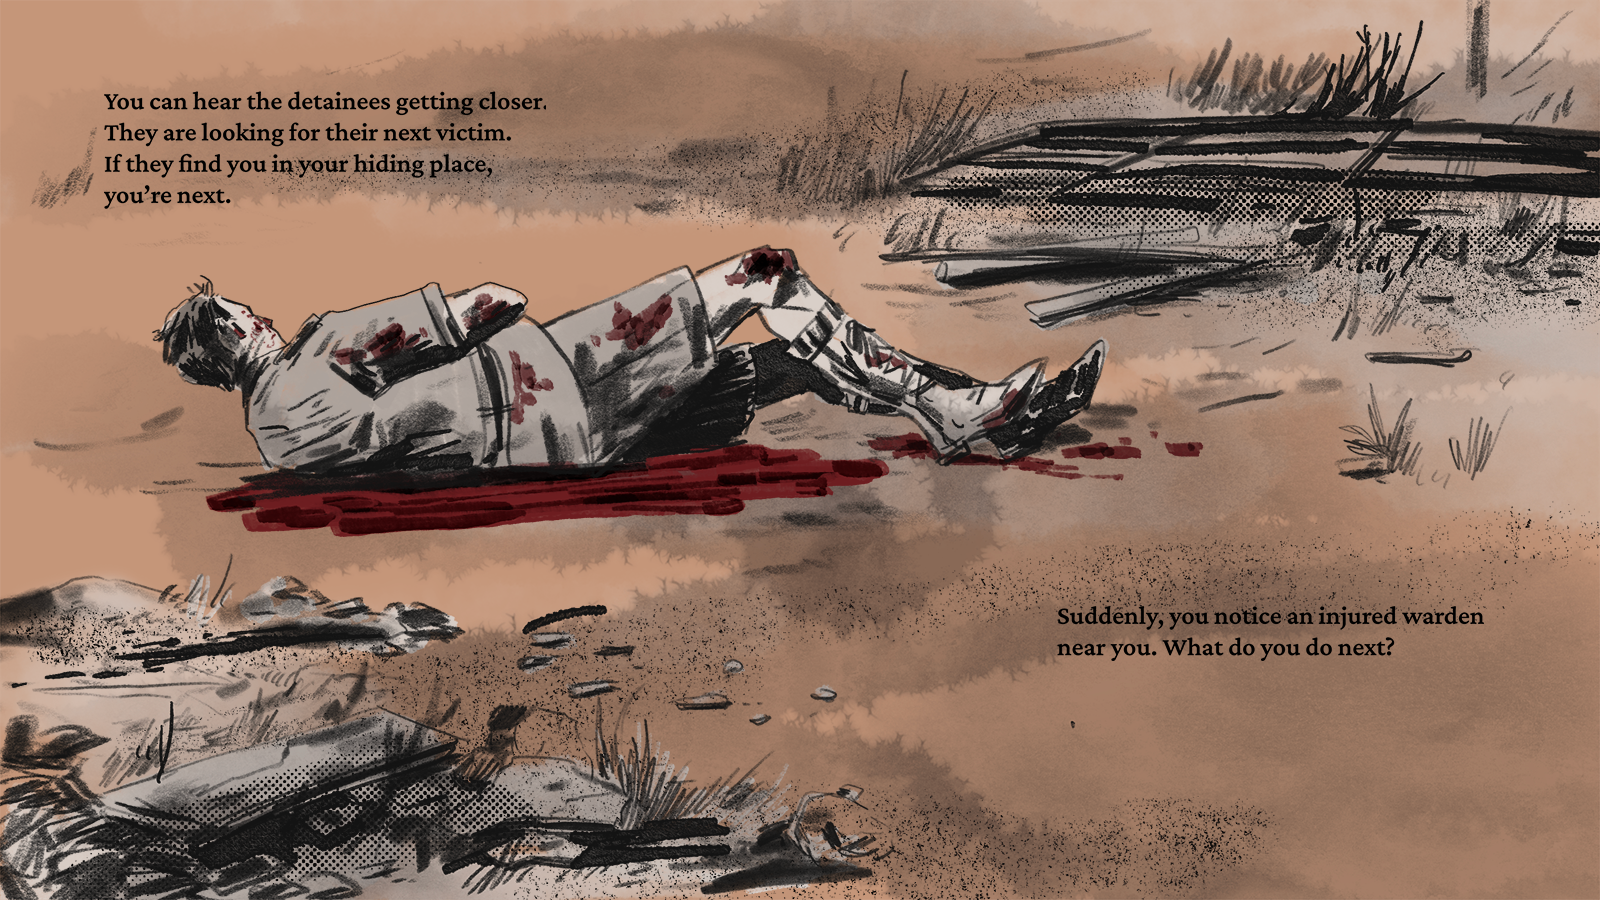 You can hear the detainees getting closer.
They are looking for their next victim.
If they find you in your hiding place,
you’re next.
Suddenly, you notice an injured warden
near you. What do you do next?